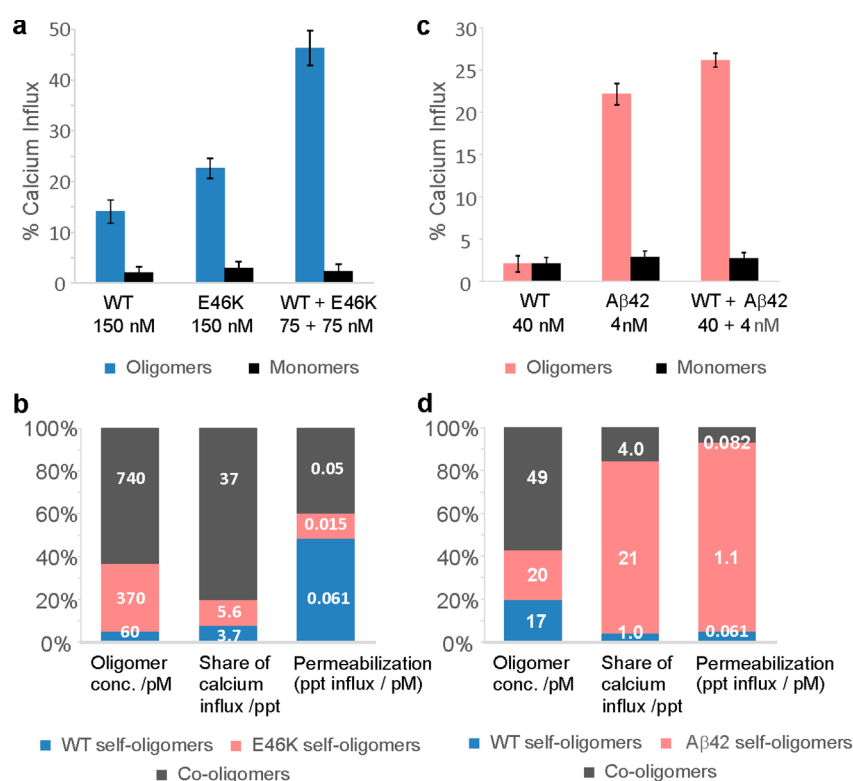 a
% Calcium Influx
50
40
30
20
10
0
WT E46K WT + E46K
150 nM 150 nM 75 + 75 nM
Oligomers Monomers
c
% Calcium Influx
30
25
20
15
10
5
0
WT Aβ42 WT + Aβ42
40 nM 4nM 40 + 4 nM
Oligomers Monomers
b
100%
80%
60%
40%
20%
0%
740 37 0.05
370 5.6 0.015
60 3.7 0.061
Oligomer Share of Permeabilization
conc. /pM calcium (ppt influx / pM)
influx /ppt
WT self-oligomers E46K self-oligomers
Co-oligomers
d
100%
80%
60%
40%
20%
0%
49 4.0 0.082
20 21 1.1
17 1.0 0.061
Oligomer Share of Permeabilization
conc. /pM calcium (ppt influx / pM)
influx /ppt
WT self-oligomers Aβ42 self-oligomers
Co-oligomers